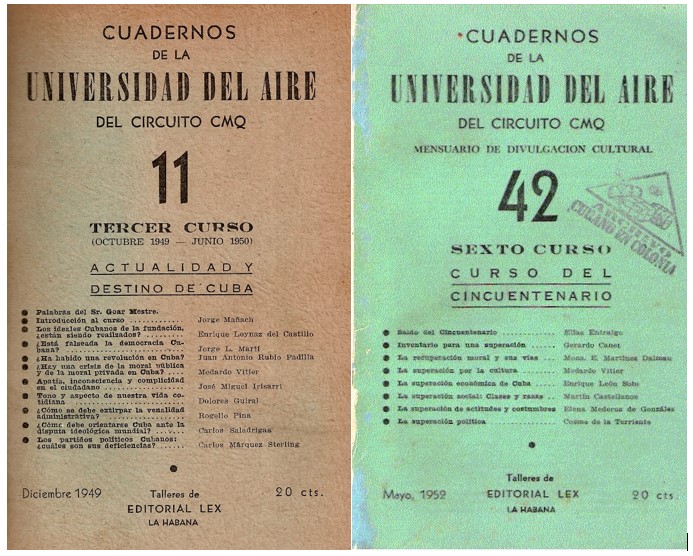 CUADERNOS
DE LA
UNIVERSIDAD DEL AIRE
DEL CIRCUITO CMQ
11
TERCER CURSO
(OCTUBRE 1949 — JUNIO 1950)
ACTUALIDAD Y
DESTINO DE CUBA
Palabras del Sr. Goar Mestre.
Introducción al curso ............ Jorge Mañach
Los ideales Cubanos de la fundación,
¿están siendo realizados? ........ Enrique Loynaz del Castillo
¿Está falseada la democracia Cu-
bana? ........ Jorge L. Martí
¿Ha habido una revolución en Cuba? Juan Antonio Rubio Padilla
¿Hay una crisis de la moral pública
y de la moral privada en Cuba? .. Medardo Vitier
Apatía, inconsciencia y complicidad
en el ciudadano ........ José Miguel Irisarri
Tono y aspecto de nuestra vida co-
tidiana ........ Dolores Guiral
¿Cómo se debe extirpar la venalidad
administrativa? ........ Rogelio Pina
¿Cómo debe orientarse Cuba ante la
disputa ideológica mundial? ...... Carlos Saladrigas
Los partidos políticos Cubanos:
¿cuáles son sus deficiencias? ...... Carlos Márquez Sterling
Diciembre 1949
Talleres de
EDITORIAL LEX
LA HABANA
20 cts.
CUADERNOS
DE LA
UNIVERSIDAD DEL AIRE
DEL CIRCUITO CMQ
MENSUARIO DE DIVULGACION CULTURAL
42
CUBANO EN COLONIA
SEXTO CURSO
CURSO DEL
CINCUENTENARIO
Saldo del Cincuentenario ........ Elías Entralgo
Inventario para una superación ..... Gerardo Canet
La recuperación moral y sus vías ... Mons. E. Martínez Dalmau
La superación por la cultura ..... Medardo Vitier
La superación económica de Cuba .. Enrique León Soto
La superación social: Clases y razas .. Martín Castellanos
La superación de actitudes y costumbres Elena Mederos de González
La superación política ........ Cosme de la Torriente
Mayo, 1952
Talleres de
EDITORIAL LEX
LA HABANA
20 cts.